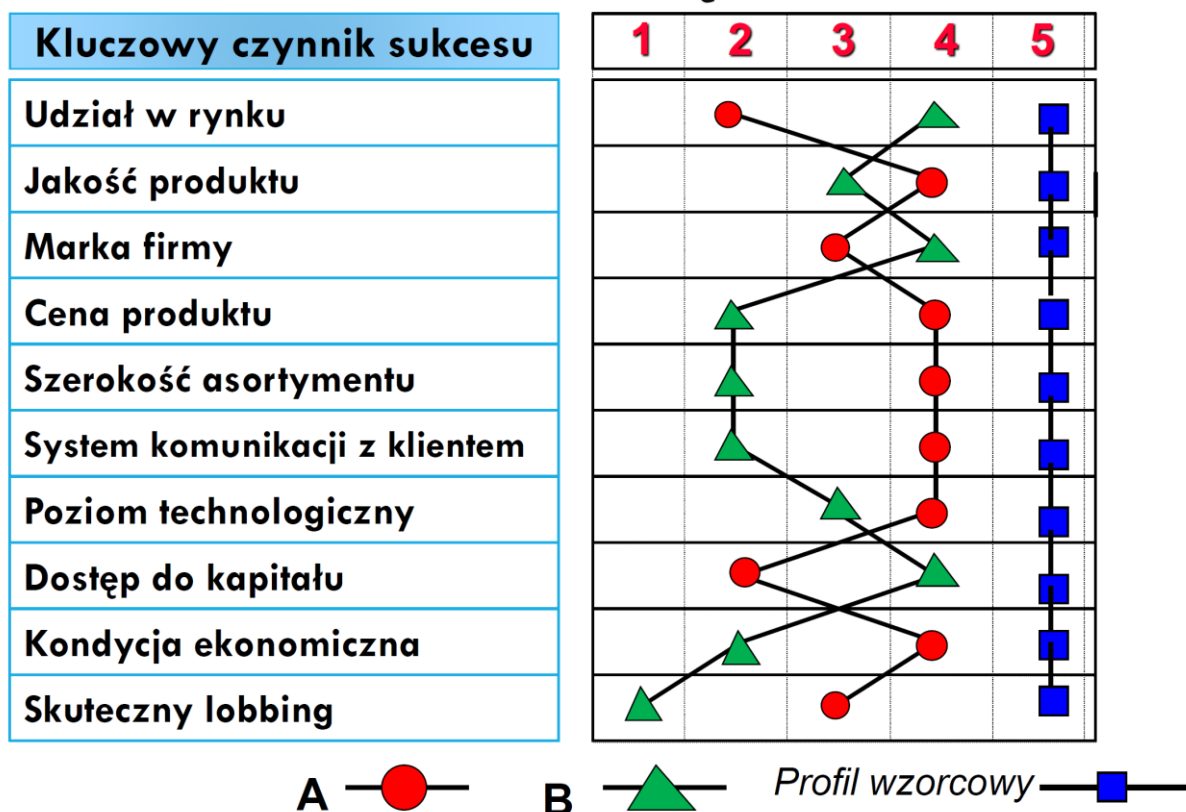 Kluczowy czynnik sukcesu 1 2 3 4 5
Udział w rynku
Jakość produktu
Marka firmy
Cena produktu
Szerokość asortymentu
System komunikacji z klientem
Poziom technologiczny
Dostęp do kapitału
Kondycja ekonomiczna
Skuteczny lobbing
A B Profil wzorcowy